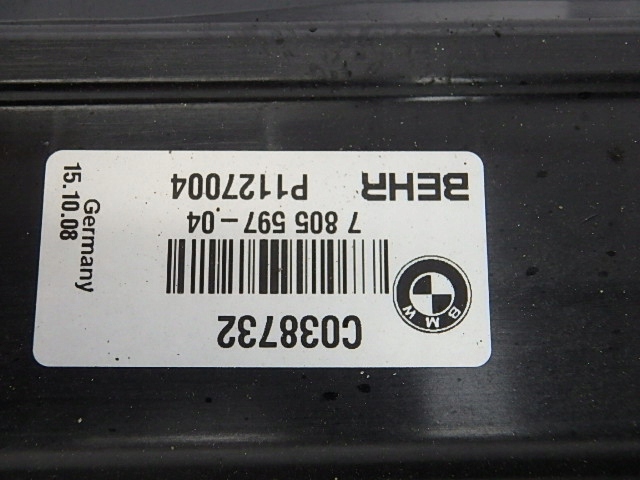 C038732
BMW
7 805 597-04
BEHR P1127004
Germany
15.10.08